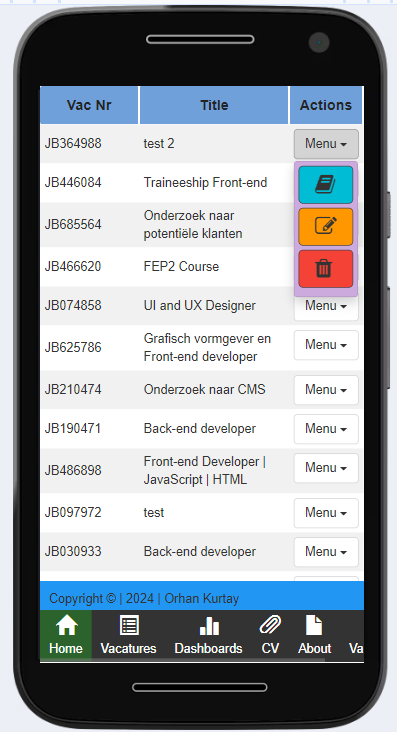 Vac Nr Title Actions
JB364988 test 2 Menu
JB446084 Traineeship Front-end
JB685564 Onderzoek naar
potentiële klanten
JB466620 FEP2 Course
JB074858 UI and UX Designer Menu
JB625786 Grafisch vormgever en Menu
Front-end developer
JB210474 Onderzoek naar CMS Menu
JB190471 Back-end developer Menu
JB486898 Front-end Developer | Menu
JavaScript | HTML
JB097972 test Menu
JB030933 Back-end developer Menu
Copyright © | 2024 | Orhan Kurtay
Home Vacatures Dashboards CV About Va